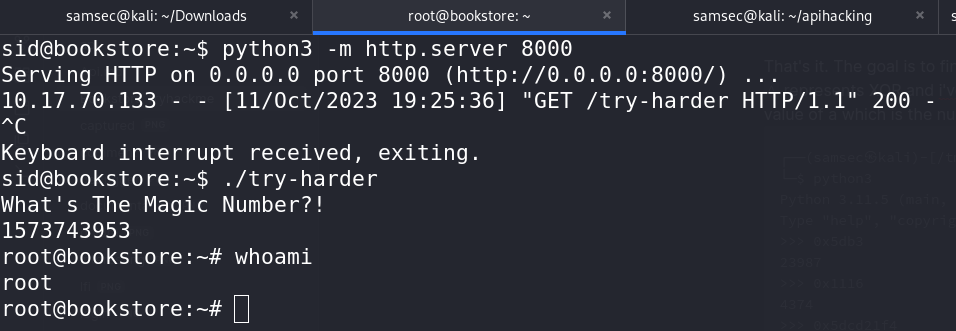 samsec@kali: ~/Downloads × root@bookstore: ~ × samsec@kali: ~/apihacking ×
sid@bookstore:~$ python3 -m http.server 8000
Serving HTTP on 0.0.0.0 port 8000 (http://0.0.0.0:8000/) ...
10.17.70.133 - - [11/Oct/2023 19:25:36] "GET /try-harder HTTP/1.1" 200 -
^C
Keyboard interrupt received, exiting.
sid@bookstore:~$ ./try-harder
What's The Magic Number?!
1573743953
root@bookstore:~# whoami
root
root@bookstore:~#